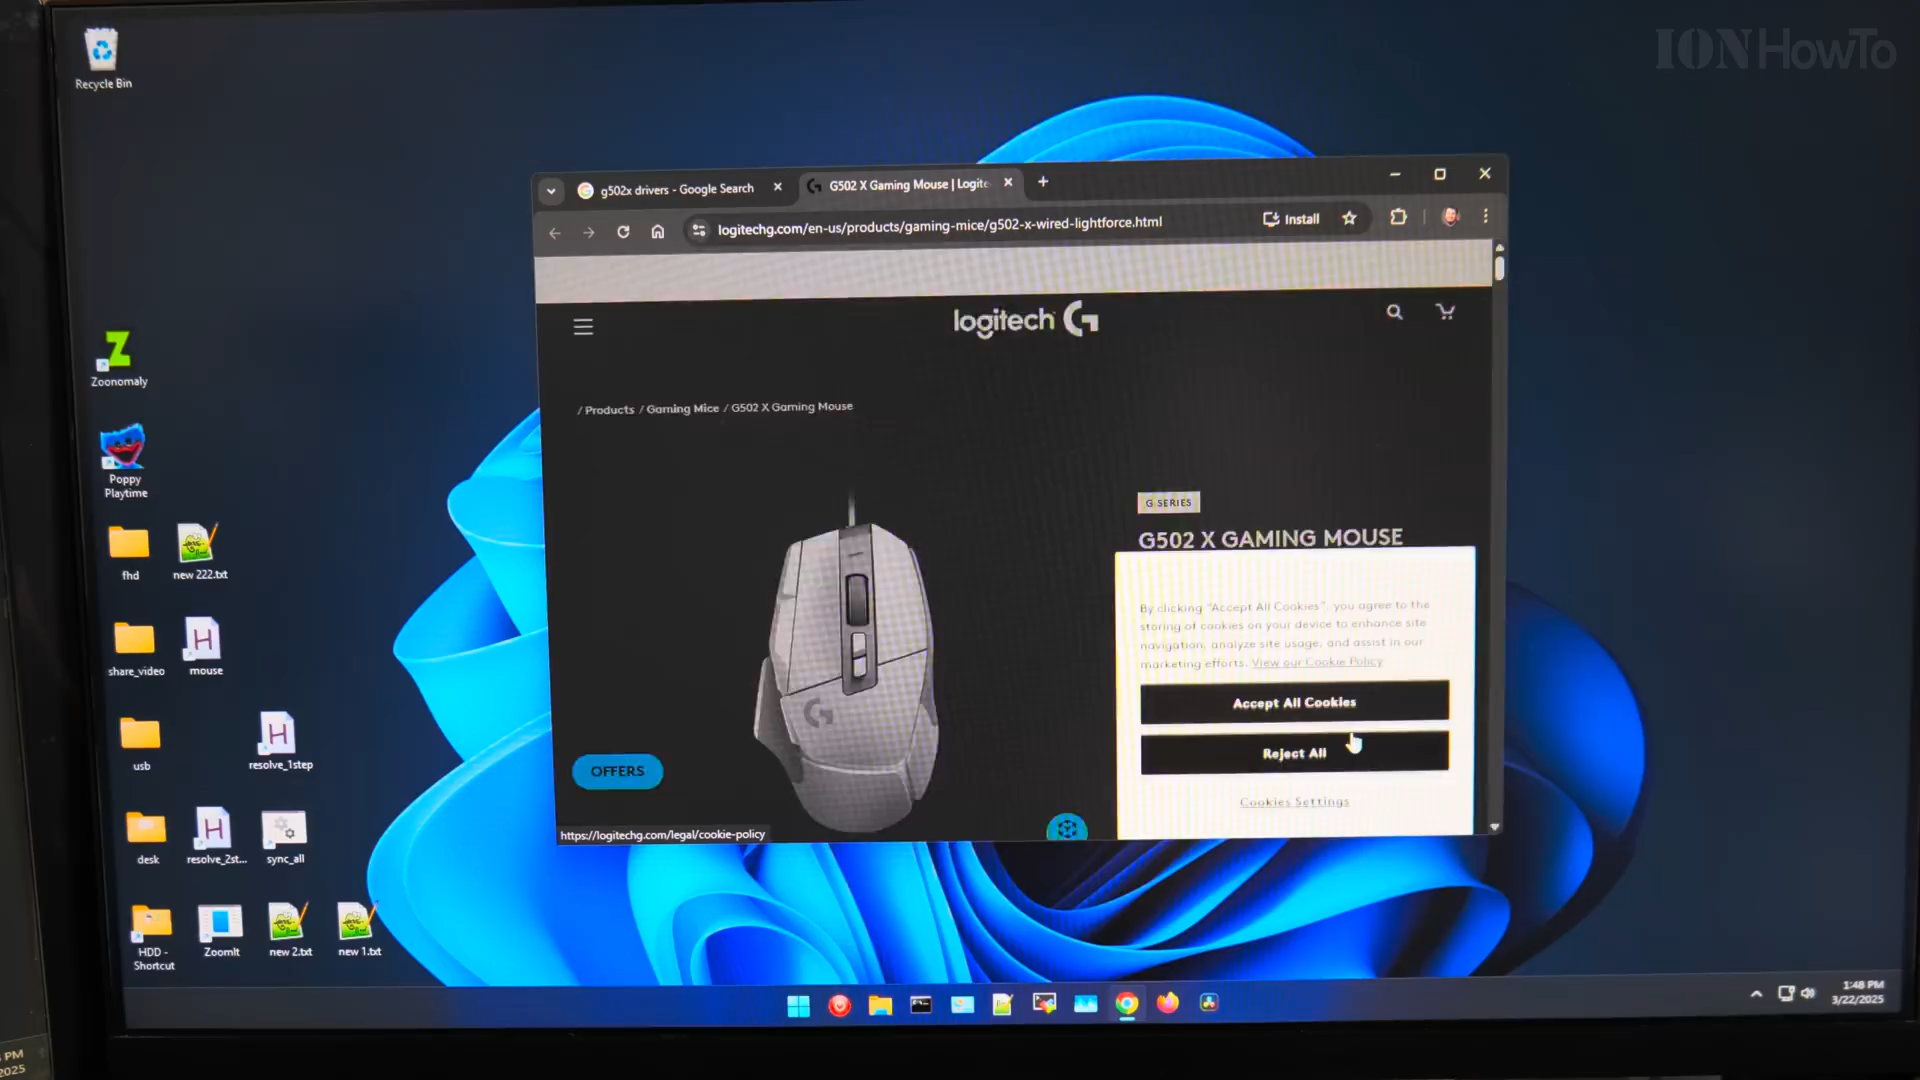 ION HowTo
Recycle Bin
g502x drivers - Google Search
G502 X Gaming Mouse | Logite
logitechg.com/en-us/products/gaming-mice/g502-x-wired-lightforce.html
Install
logitech G
/ Products / Gaming Mice / G502 X Gaming Mouse
G SERIES
G502 X GAMING MOUSE
By clicking "Accept All Cookies", you agree to the
storing of cookies on your device to enhance site
navigation, analyze site usage, and assist in our
marketing efforts. View our Cookie Policy
Accept All Cookies
Reject All
Cookies Settings
OFFERS
https://logitechg.com/legal/cookie-policy
Zoonomaly
Poppy
Playtime
fhd
new 222.txt
share_video
mouse
usb
resolve_1step
desk
resolve_2st...
sync_all
HDD -
Shortcut
ZoomIt
new 2.txt
new 1.txt
1:48 PM
3/22/2025
PM
2025